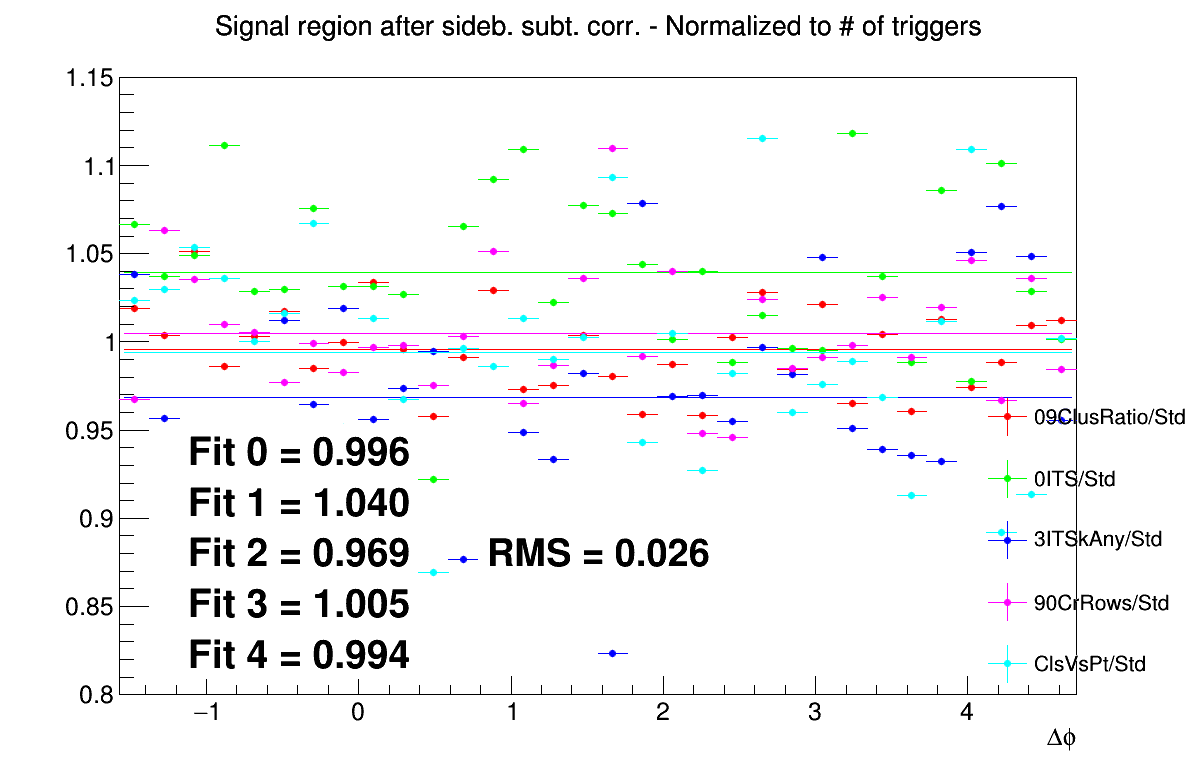 Signal region after sideb. subt. corr. - Normalized to # of triggers
1.15
1.1
1.05
1
0.95
0.9
0.85
0.8
Fit 0 = 0.996
Fit 1 = 1.040
Fit 2 = 0.969
Fit 3 = 1.005
Fit 4 = 0.994
RMS = 0.026
09ClusRatio/Std
0ITS/Std
3ITSkAny/Std
90CrRows/Std
ClsVsPt/Std
−1
0
1
2
3
4
Δϕ